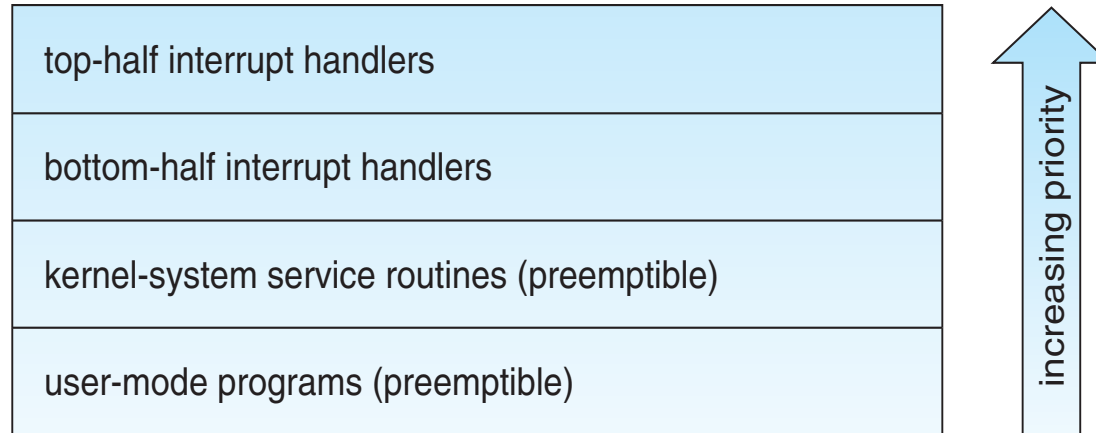 top-half interrupt handlers
bottom-half interrupt handlers
kernel-system service routines (preemptible)
user-mode programs (preemptible)
increasing priority